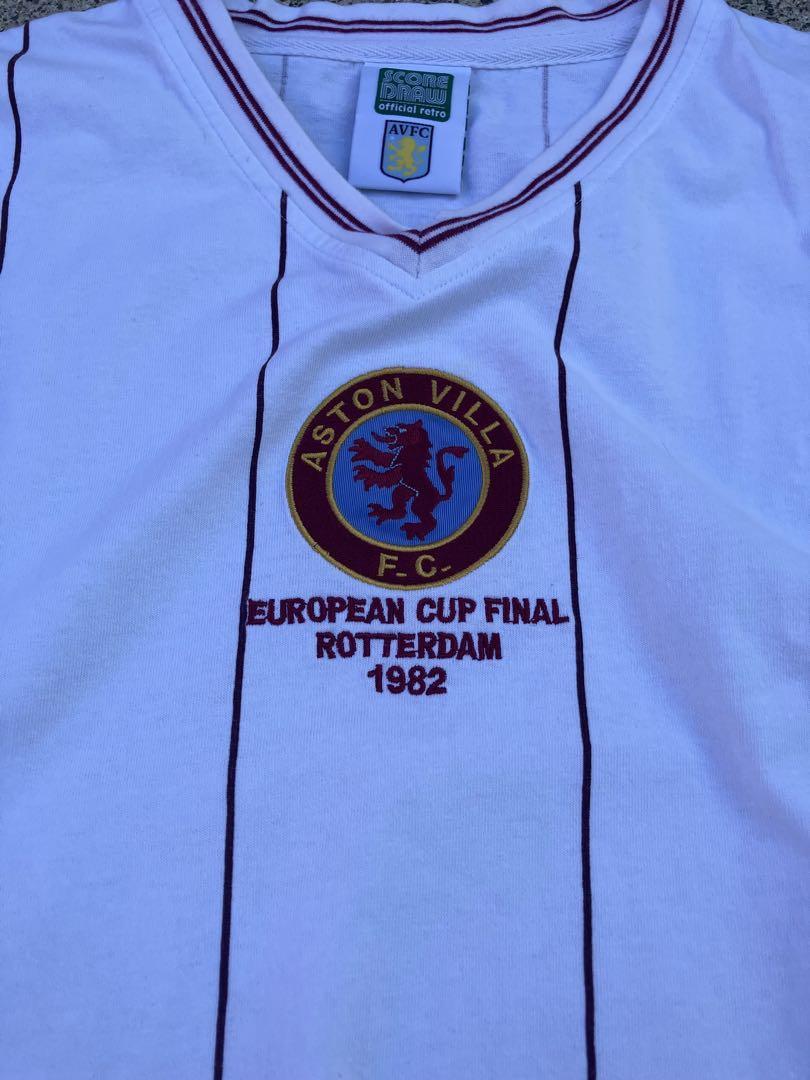 SCORE
DRAW
official retro
AVFC
ASTON VILLA
F.C.
EUROPEAN CUP FINAL
ROTTERDAM
1982